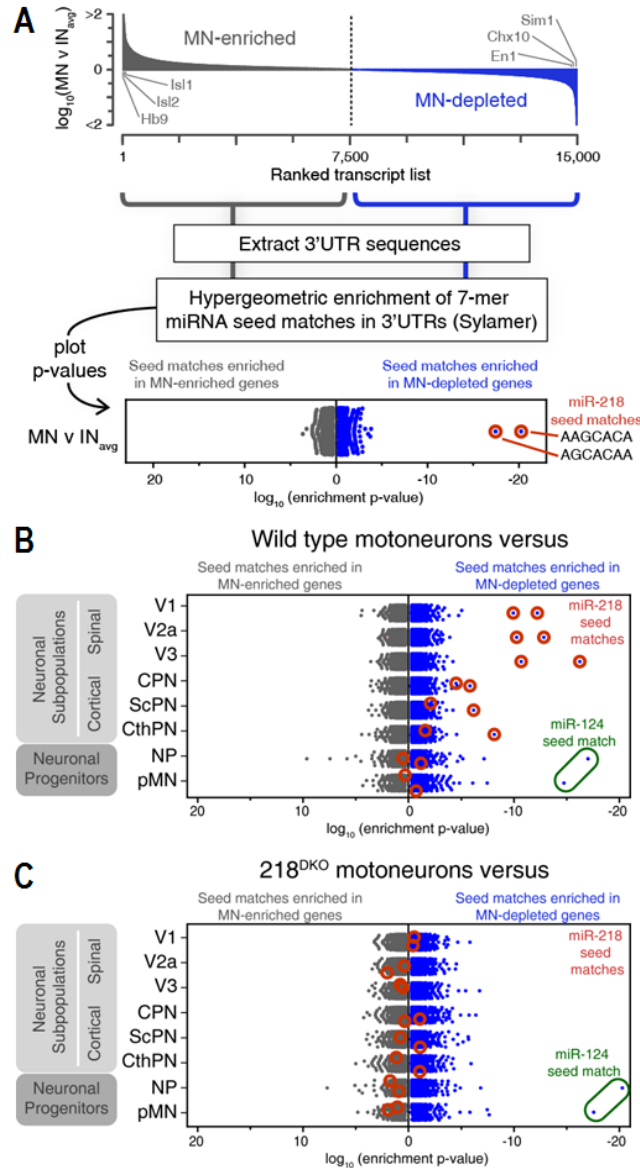 A
>2
0
<2
log10(MN v INavg)
MN-enriched
Isl1
Isl2
Hb9
Sim1
Chx10
En1
MN-depleted
1
7,500
15,000
Ranked transcript list
Extract 3'UTR sequences
Hypergeometric enrichment of 7-mer
miRNA seed matches in 3'UTRs (Sylamer)
plot
p-values
Seed matches enriched
in MN-enriched genes
Seed matches enriched
in MN-depleted genes
miR-218
seed matches
MN v INavg
AAGCACA
AGCACAA
20
10
0
-10
-20
log10 (enrichment p-value)
B
Wild type motoneurons versus
Seed matches enriched in
MN-enriched genes
Seed matches enriched in
MN-depleted genes
Neuronal
Subpopulations
Cortical
Spinal
Neuronal
Progenitors
V1
V2a
V3
CPN
ScPN
CthPN
NP
pMN
miR-218
seed
matches
miR-124
seed match
20
10
0
-10
-20
log10 (enrichment p-value)
C
218DKO motoneurons versus
Seed matches enriched in
MN-enriched genes
Seed matches enriched in
MN-depleted genes
Neuronal
Subpopulations
Cortical
Spinal
Neuronal
Progenitors
V1
V2a
V3
CPN
ScPN
CthPN
NP
pMN
miR-218
seed
matches
miR-124
seed match
20
10
0
-10
-20
log10 (enrichment p-value)